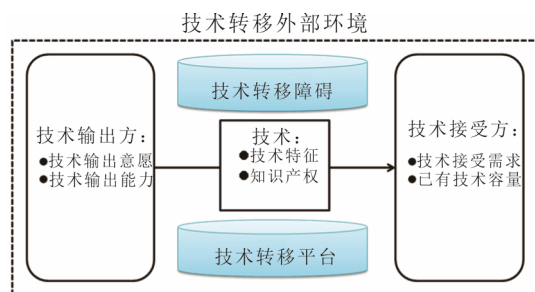 技术转移外部环境
技术转移障碍
技术输出方：
●技术输出意愿
●技术输出能力
技术：
●技术特征
●知识产权
技术接受方：
●技术接受需求
●已有技术容量
技术转移平台